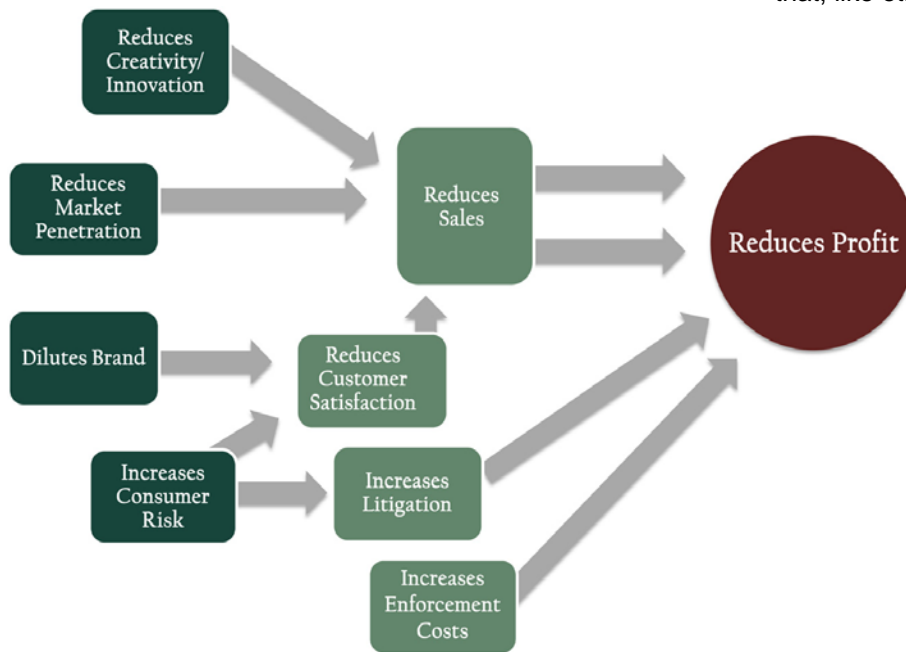 Reduces
Creativity/
Innovation
Reduces
Market
Penetration
Reduces
Sales
Reduces Profit
Dilutes Brand
Reduces
Customer
Satisfaction
Increases
Consumer
Risk
Increases
Litigation
Increases
Enforcement
Costs